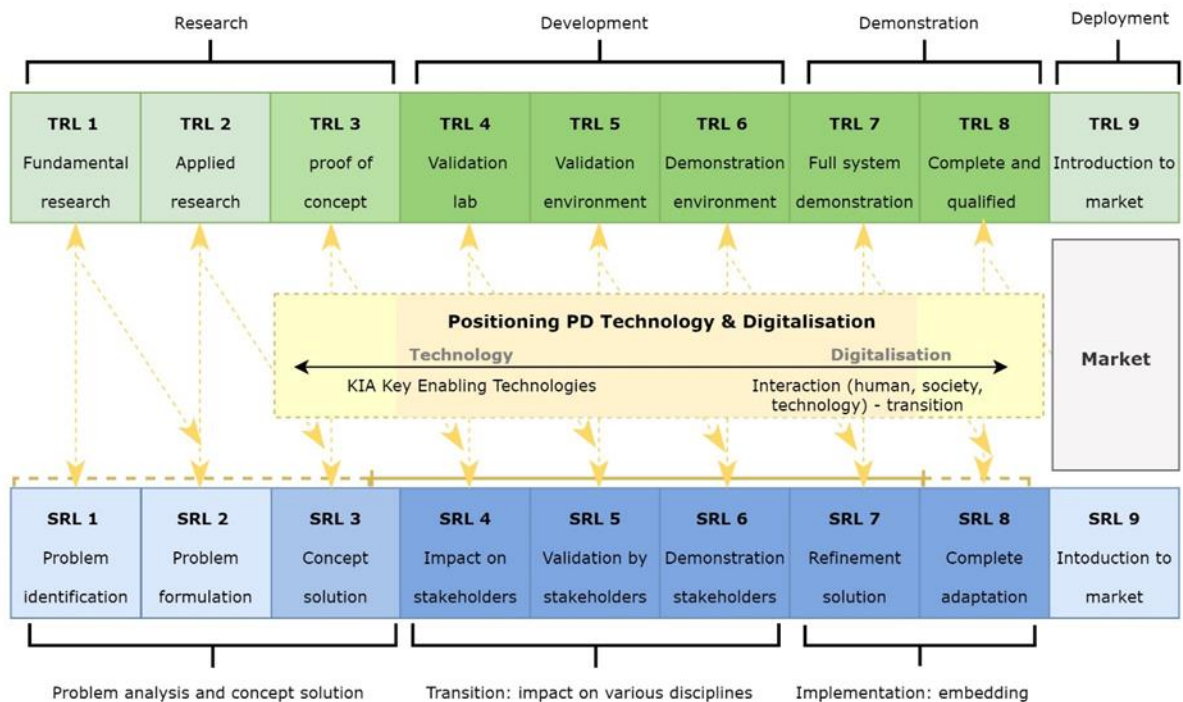 Research
Development
Demonstration
Deployment
TRL 1
Fundamental
research
TRL 2
Applied
research
TRL 3
proof of
concept
TRL 4
Validation
lab
TRL 5
Validation
environment
TRL 6
Demonstration
environment
TRL 7
Full system
demonstration
TRL 8
Complete and
qualified
TRL 9
Introduction to
market
Positioning PD Technology & Digitalisation
Technology
Digitalisation
KIA Key Enabling Technologies
Interaction (human, society,
technology) - transition
Market
SRL 1
Problem
identification
SRL 2
Problem
formulation
SRL 3
Concept
solution
SRL 4
Impact on
stakeholders
SRL 5
Validation by
stakeholders
SRL 6
Demonstration
stakeholders
SRL 7
Refinement
solution
SRL 8
Complete
adaptation
SRL 9
Intoduction to
market
Problem analysis and concept solution
Transition: impact on various disciplines
Implementation: embedding